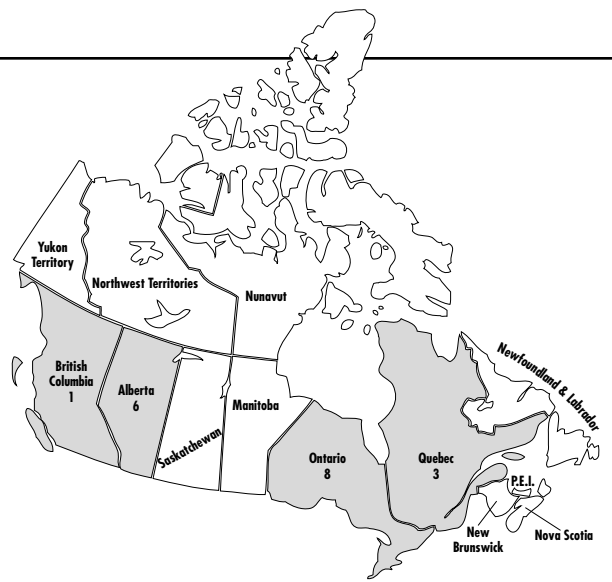 Yukon
Territory
Northwest Territories
Nunavut
British
Columbia
1
Alberta
6
Saskatchewan
Manitoba
Ontario
8
Quebec
3
Newfoundland & Labrador
P.E.I.
New
Brunswick
Nova Scotia